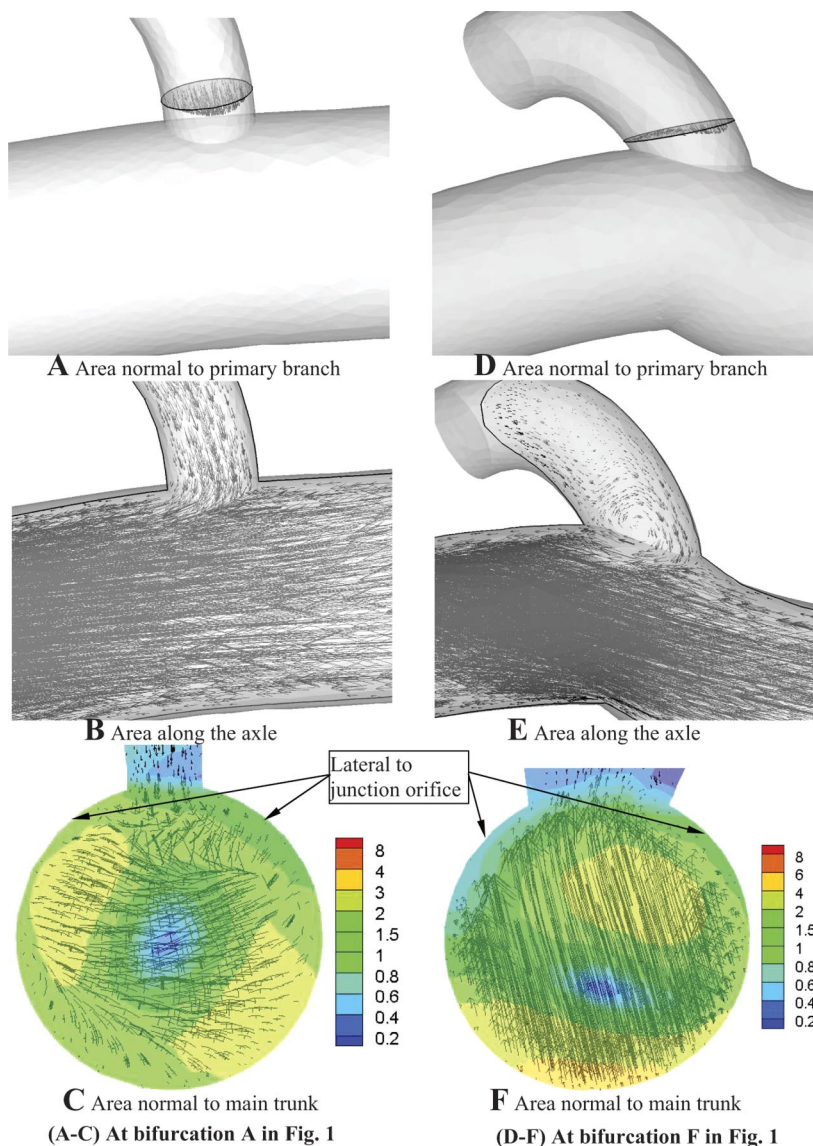 A Area normal to primary branch
D Area normal to primary branch
B Area along the axle
E Area along the axle
Lateral to
junction orifice
8
4
3
2
1.5
1
0.8
0.6
0.4
0.2
8
6
4
2
1.5
1
0.8
0.6
0.4
0.2
C Area normal to main trunk
F Area normal to main trunk
(A-C) At bifurcation A in Fig. 1
(D-F) At bifurcation F in Fig. 1